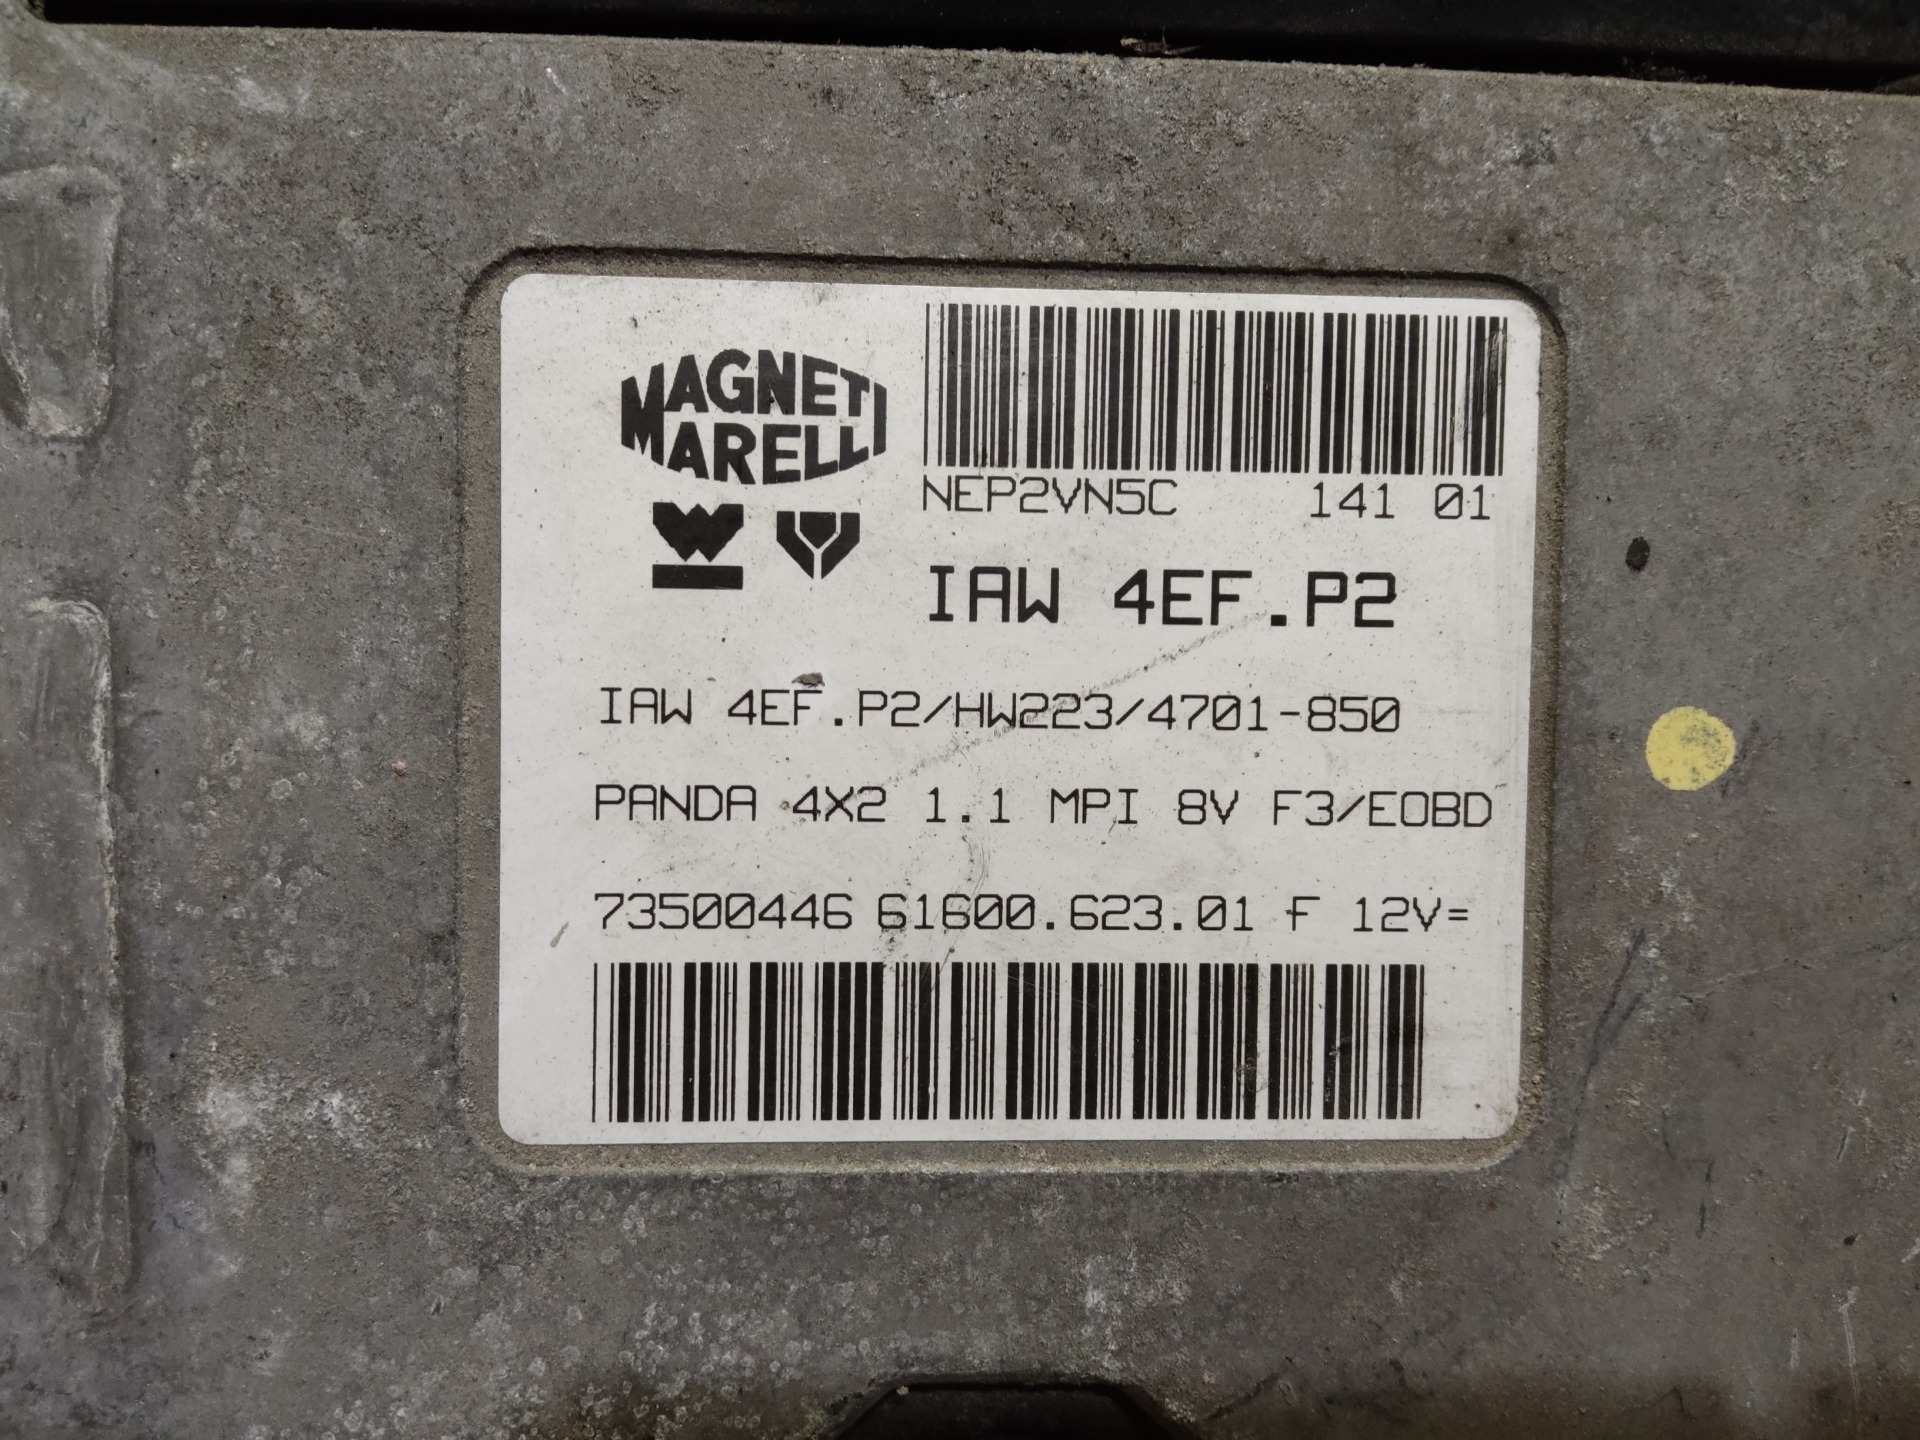 MAGNETI
MARELLI
NEP2VN5C 141 01
IAW 4EF.P2
IAW 4EF.P2/HW223/4701-850
PANDA 4X2 1.1 MPI 8V F3/EOBD
73500446 61600.623.01 F 12V=